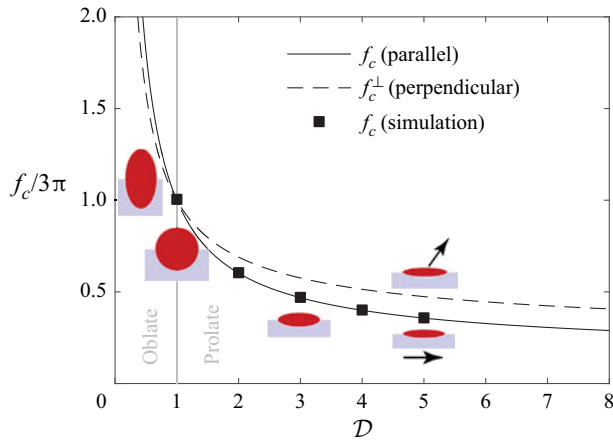 2.0
f_c (parallel)
f_c^⊥ (perpendicular)
1.5
f_c (simulation)
f_c/3π
1.0
0.5
Oblate
Prolate
0 1 2 3 4 5 6 7 8
𝒟